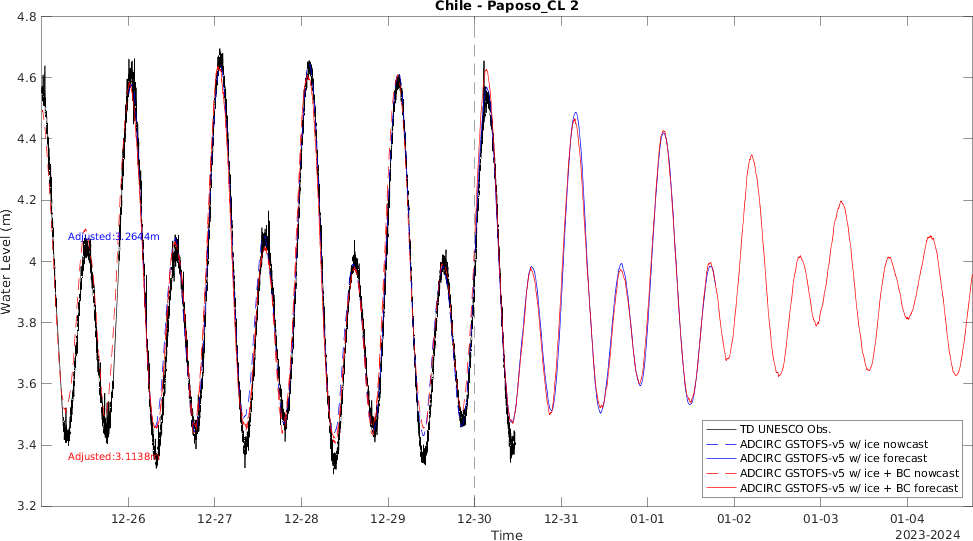 Chile - Paposo_CL 2
4.8
4.6
4.4
4.2
4
3.8
3.6
3.4
3.2
Water Level (m)
Adjusted:3.2644m
Adjusted:3.1138m
TD UNESCO Obs.
ADCIRC GSTOFS-v5 w/ ice nowcast
ADCIRC GSTOFS-v5 w/ ice forecast
ADCIRC GSTOFS-v5 w/ ice + BC nowcast
ADCIRC GSTOFS-v5 w/ ice + BC forecast
12-26 12-27 12-28 12-29 12-30 12-31 01-01 01-02 01-03 01-04
Time
2023-2024